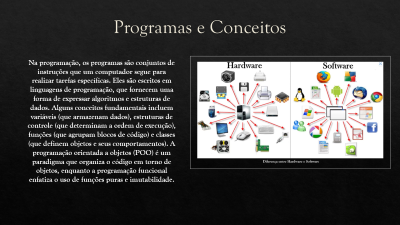 Programas e Conceitos
Na programação, os programas são conjuntos de
instruções que um computador segue para
realizar tarefas específicas. Eles são escritos em
linguagens de programação, que fornecem uma
forma de expressar algoritmos e estruturas de
dados. Alguns conceitos fundamentais incluem
variáveis (que armazenam dados), estruturas de
controle (que determinam a ordem de execução),
funções (que agrupam blocos de código) e classes
(que definem objetos e seus comportamentos). A
programação orientada a objetos (POO) é um
paradigma que organiza o código em torno de
objetos, enquanto a programação funcional
enfatiza o uso de funções puras e imutabilidade.
Hardware
Software
Diferença entre Hardware e Software